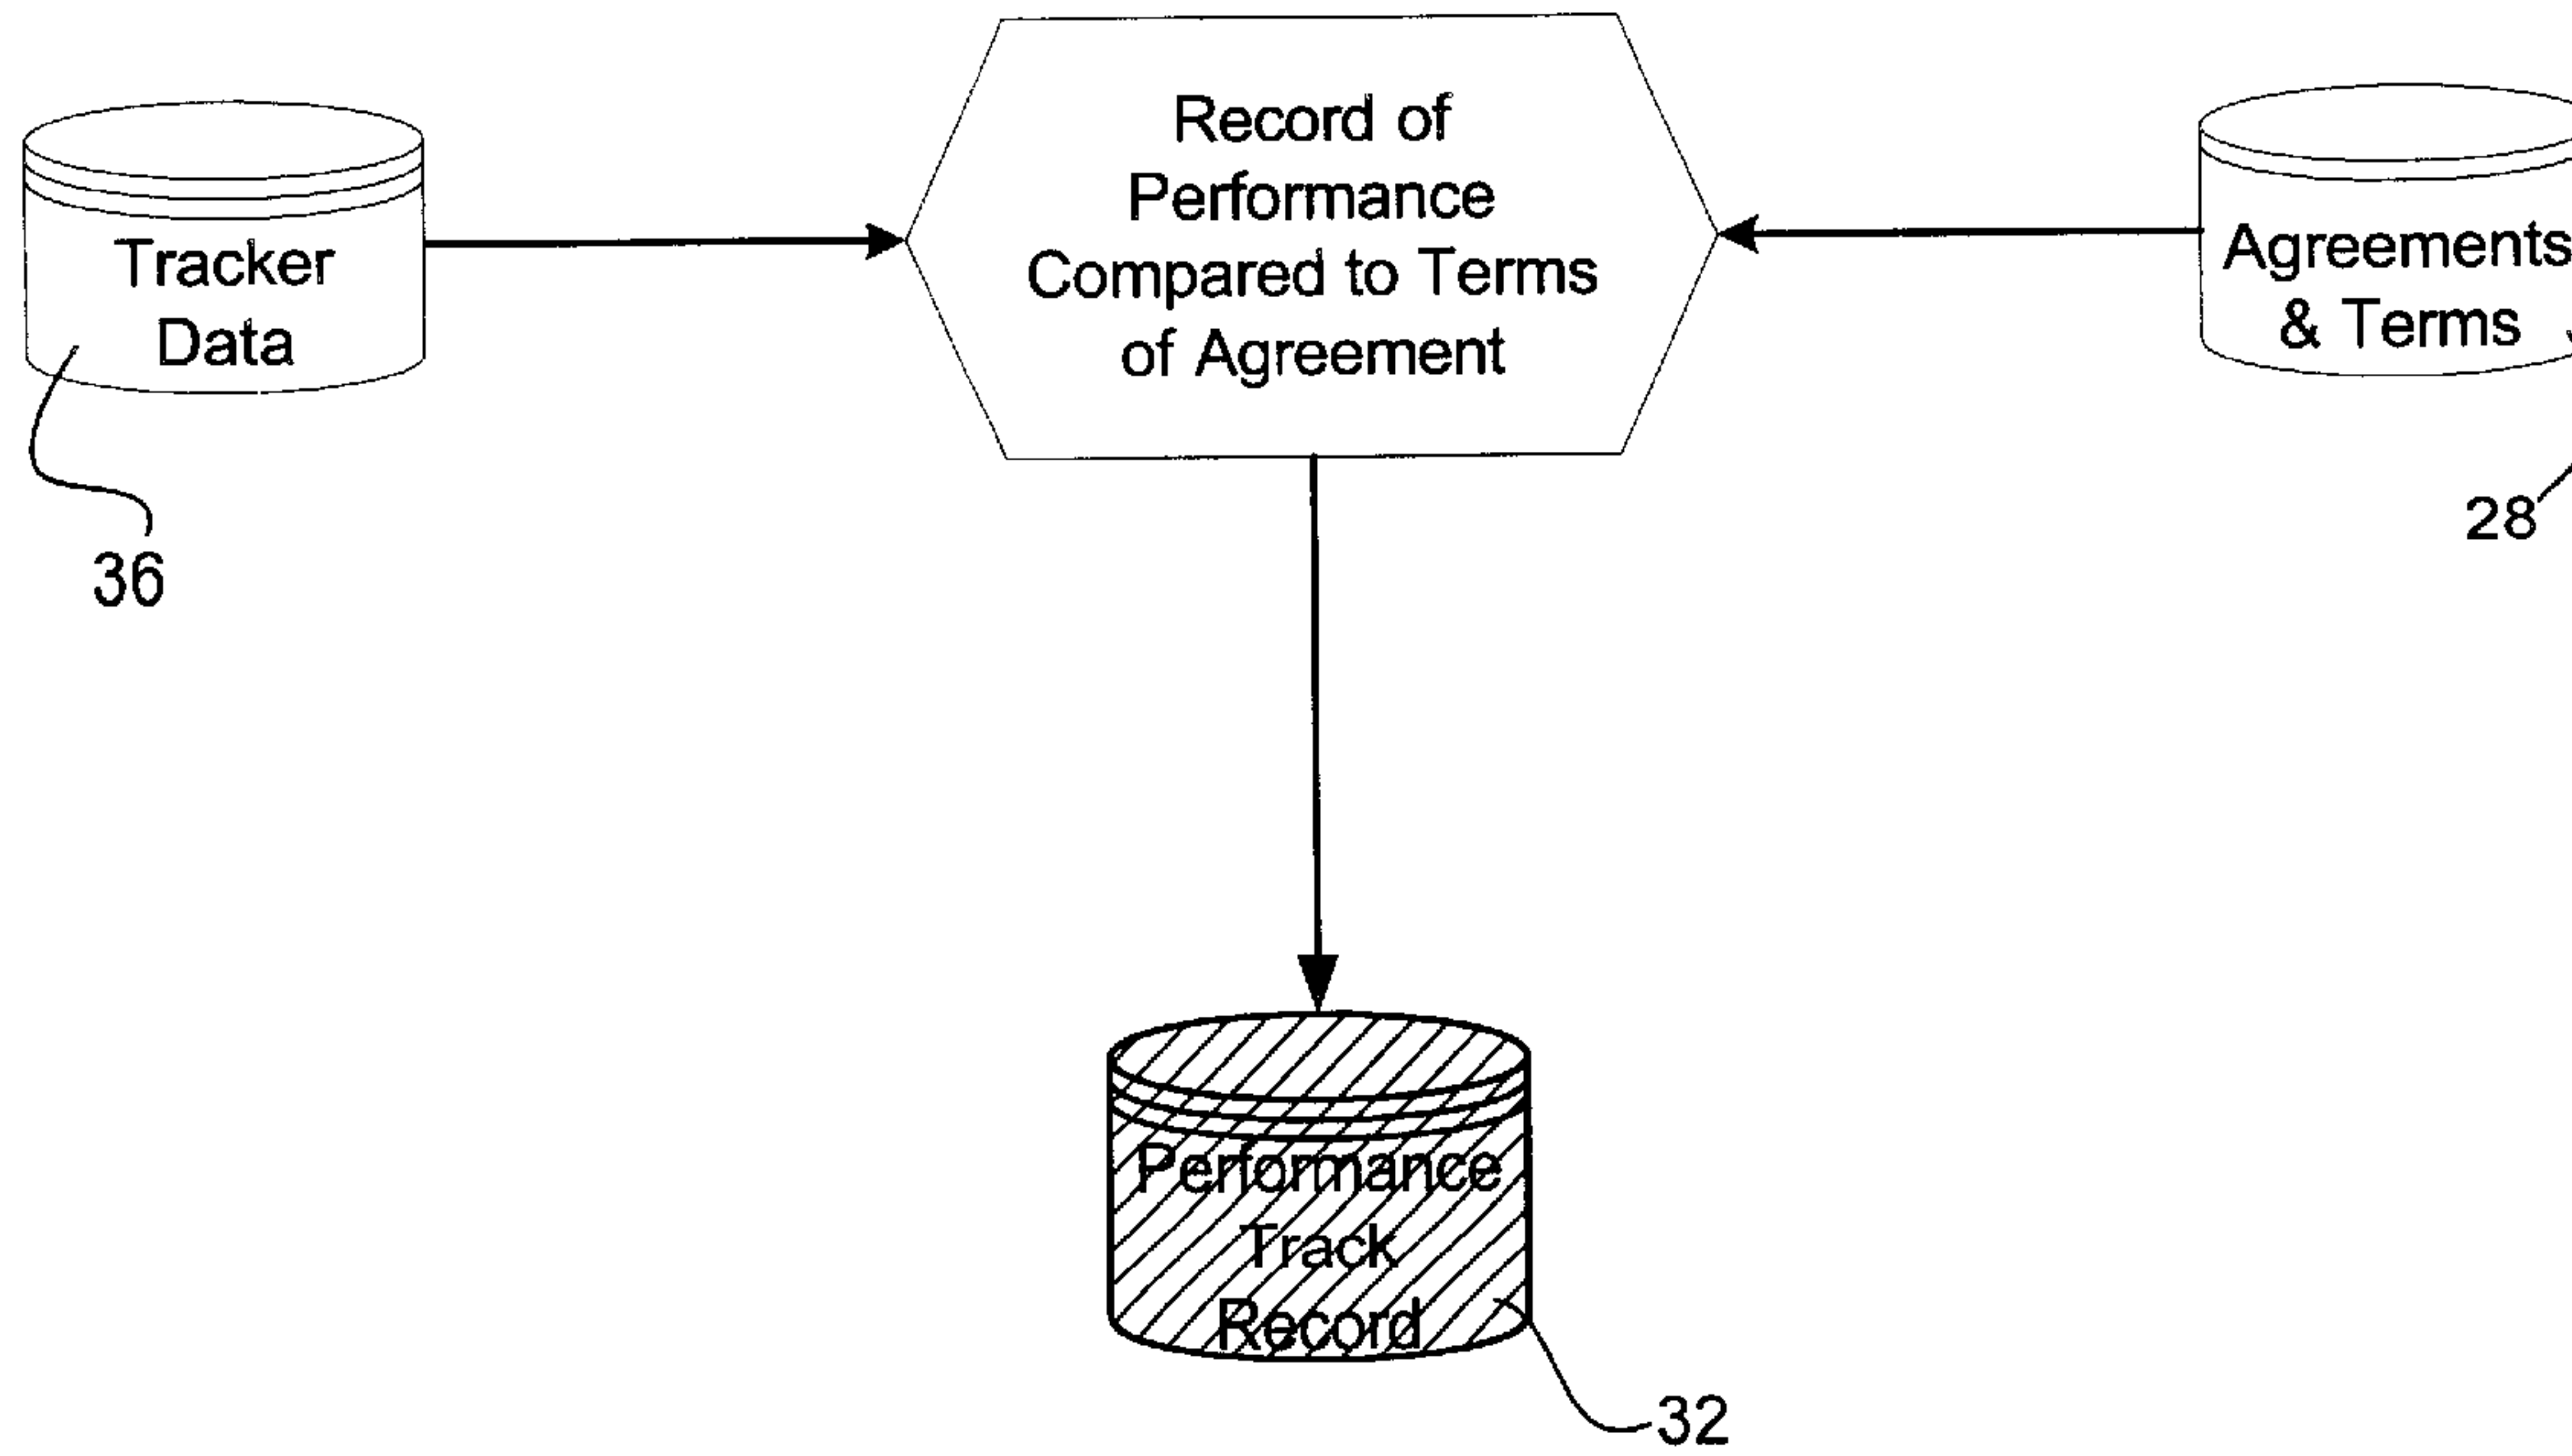 Record of
Performance
Compared to Terms
of Agreement
Tracker
Data
Agreements
& Terms
36
28
Performance
Track
Record
32